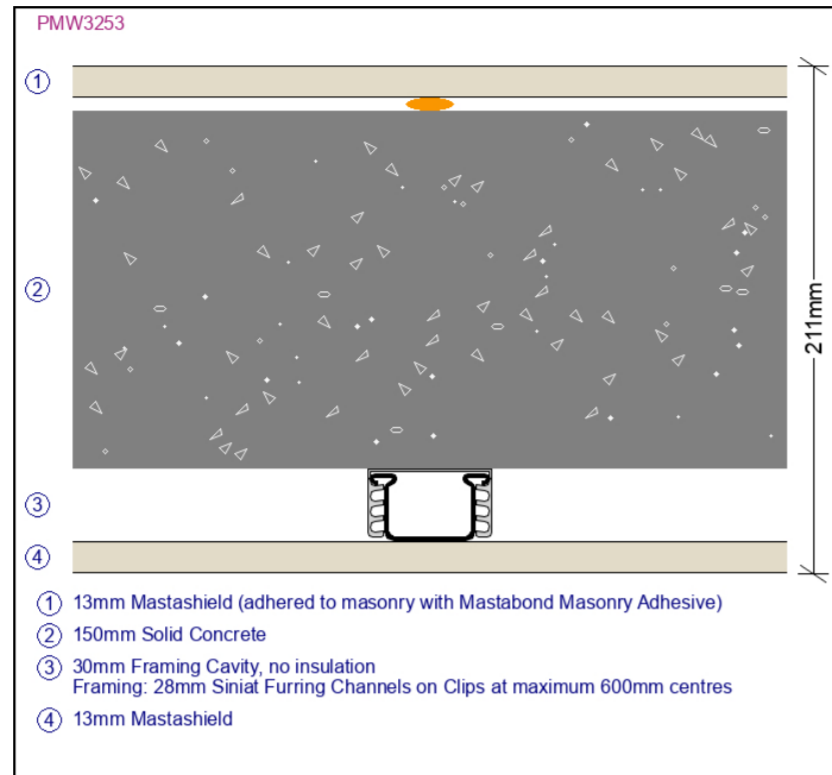 PMW3253
1
2
211mm
3
4
1 13mm Mastashield (adhered to masonry with Mastabond Masonry Adhesive)
2 150mm Solid Concrete
3 30mm Framing Cavity, no insulation
Framing: 28mm Siniat Furring Channels on Clips at maximum 600mm centres
4 13mm Mastashield